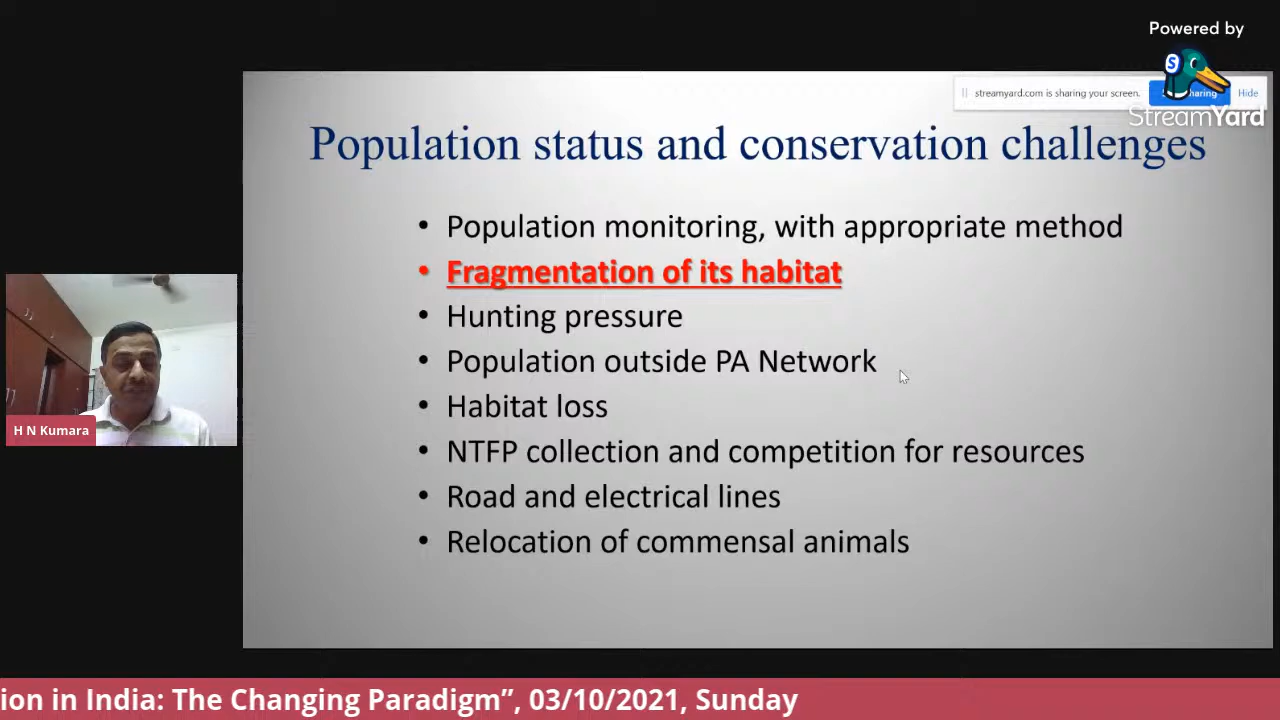 Powered by
S
StreamYard
streamyard.com is sharing your screen.
haring
Hide
Population status and conservation challenges
• Population monitoring, with appropriate method
• Fragmentation of its habitat
• Hunting pressure
• Population outside PA Network
• Habitat loss
• NTFP collection and competition for resources
• Road and electrical lines
• Relocation of commensal animals
H N Kumara
ion in India: The Changing Paradigm”, 03/10/2021, Sunday